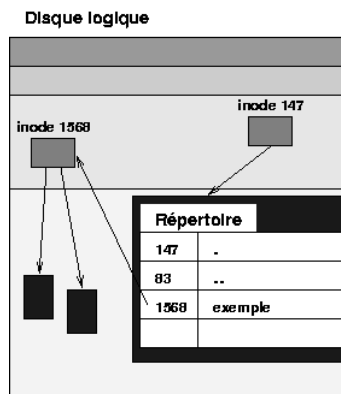 Disque logique
inode 147
inode 1568
Répertoire
147 .
83 ..
1568 exemple